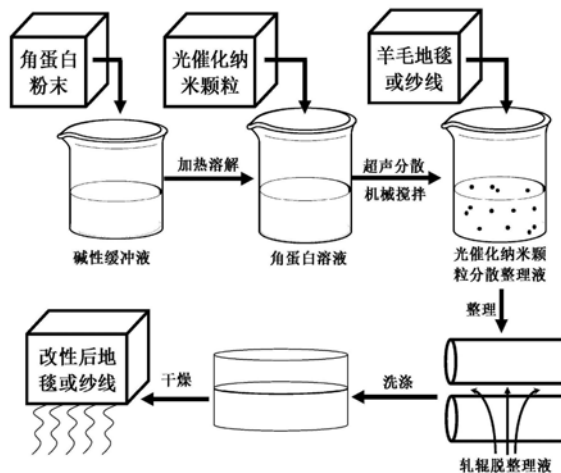 角蛋白
粉末
光催化纳
米颗粒
羊毛地毯
或纱线
加热溶解
超声分散
机械搅拌
碱性缓冲液
角蛋白溶液
光催化纳米颗
粒分散整理液
整理
改性后地
毯或纱线
干燥
洗涤
轧辊脱整理液